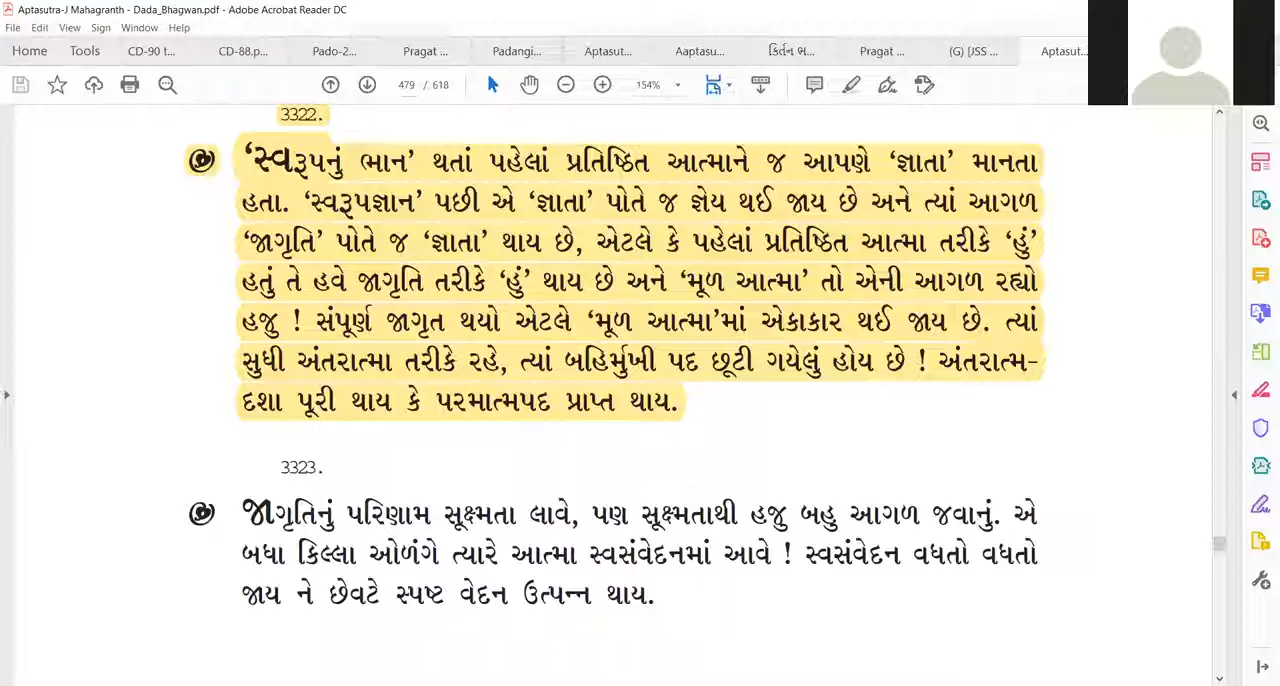 Aptasutra-J Mahagranth - Dada_Bhagwan.pdf - Adobe Acrobat Reader DC
File Edit View Sign Window Help
Home Tools CD-90 t... CD-88.p... Pado-2... Pragat ... Padangi... Aptasut... Aaptasu... કિર્તન ભ... Pragat ... (G) [JSS ... Aptasut...
479 / 618 154%
3322.
‘સ્વરૂપનું ભાન’ થતાં પહેલાં પ્રતિષ્ઠિત આત્માને જ આપણે ‘જ્ઞાતા’ માનતા
હતા. ‘સ્વરૂપજ્ઞાન’ પછી એ ‘જ્ઞાતા’ પોતે જ જ્ઞેય થઈ જાય છે અને ત્યાં આગળ
‘જાગૃતિ’ પોતે જ ‘જ્ઞાતા’ થાય છે, એટલે કે પહેલાં પ્રતિષ્ઠિત આત્મા તરીકે ‘હું’
હતું તે હવે જાગૃતિ તરીકે ‘હું’ થાય છે અને ‘મૂળ આત્મા’ તો એની આગળ રહ્યો
હજુ ! સંપૂર્ણ જાગૃત થયો એટલે ‘મૂળ આત્મા’માં એકાકાર થઈ જાય છે. ત્યાં
સુધી અંતરાત્મા તરીકે રહે, ત્યાં બહિર્મુખી પદ છૂટી ગયેલું હોય છે ! અંતરાત્મ-
દશા પૂરી થાય કે પરમાત્મપદ પ્રાપ્ત થાય.
3323.
જાગૃતિનું પરિણામ સૂક્ષ્મતા લાવે, પણ સૂક્ષ્મતાથી હજુ બહુ આગળ જવાનું. એ
બધા કિલ્લા ઓળંગે ત્યારે આત્મા સ્વસંવેદનમાં આવે ! સ્વસંવેદન વધતો વધતો
જાય ને છેવટે સ્પષ્ટ વેદન ઉત્પન્ન થાય.